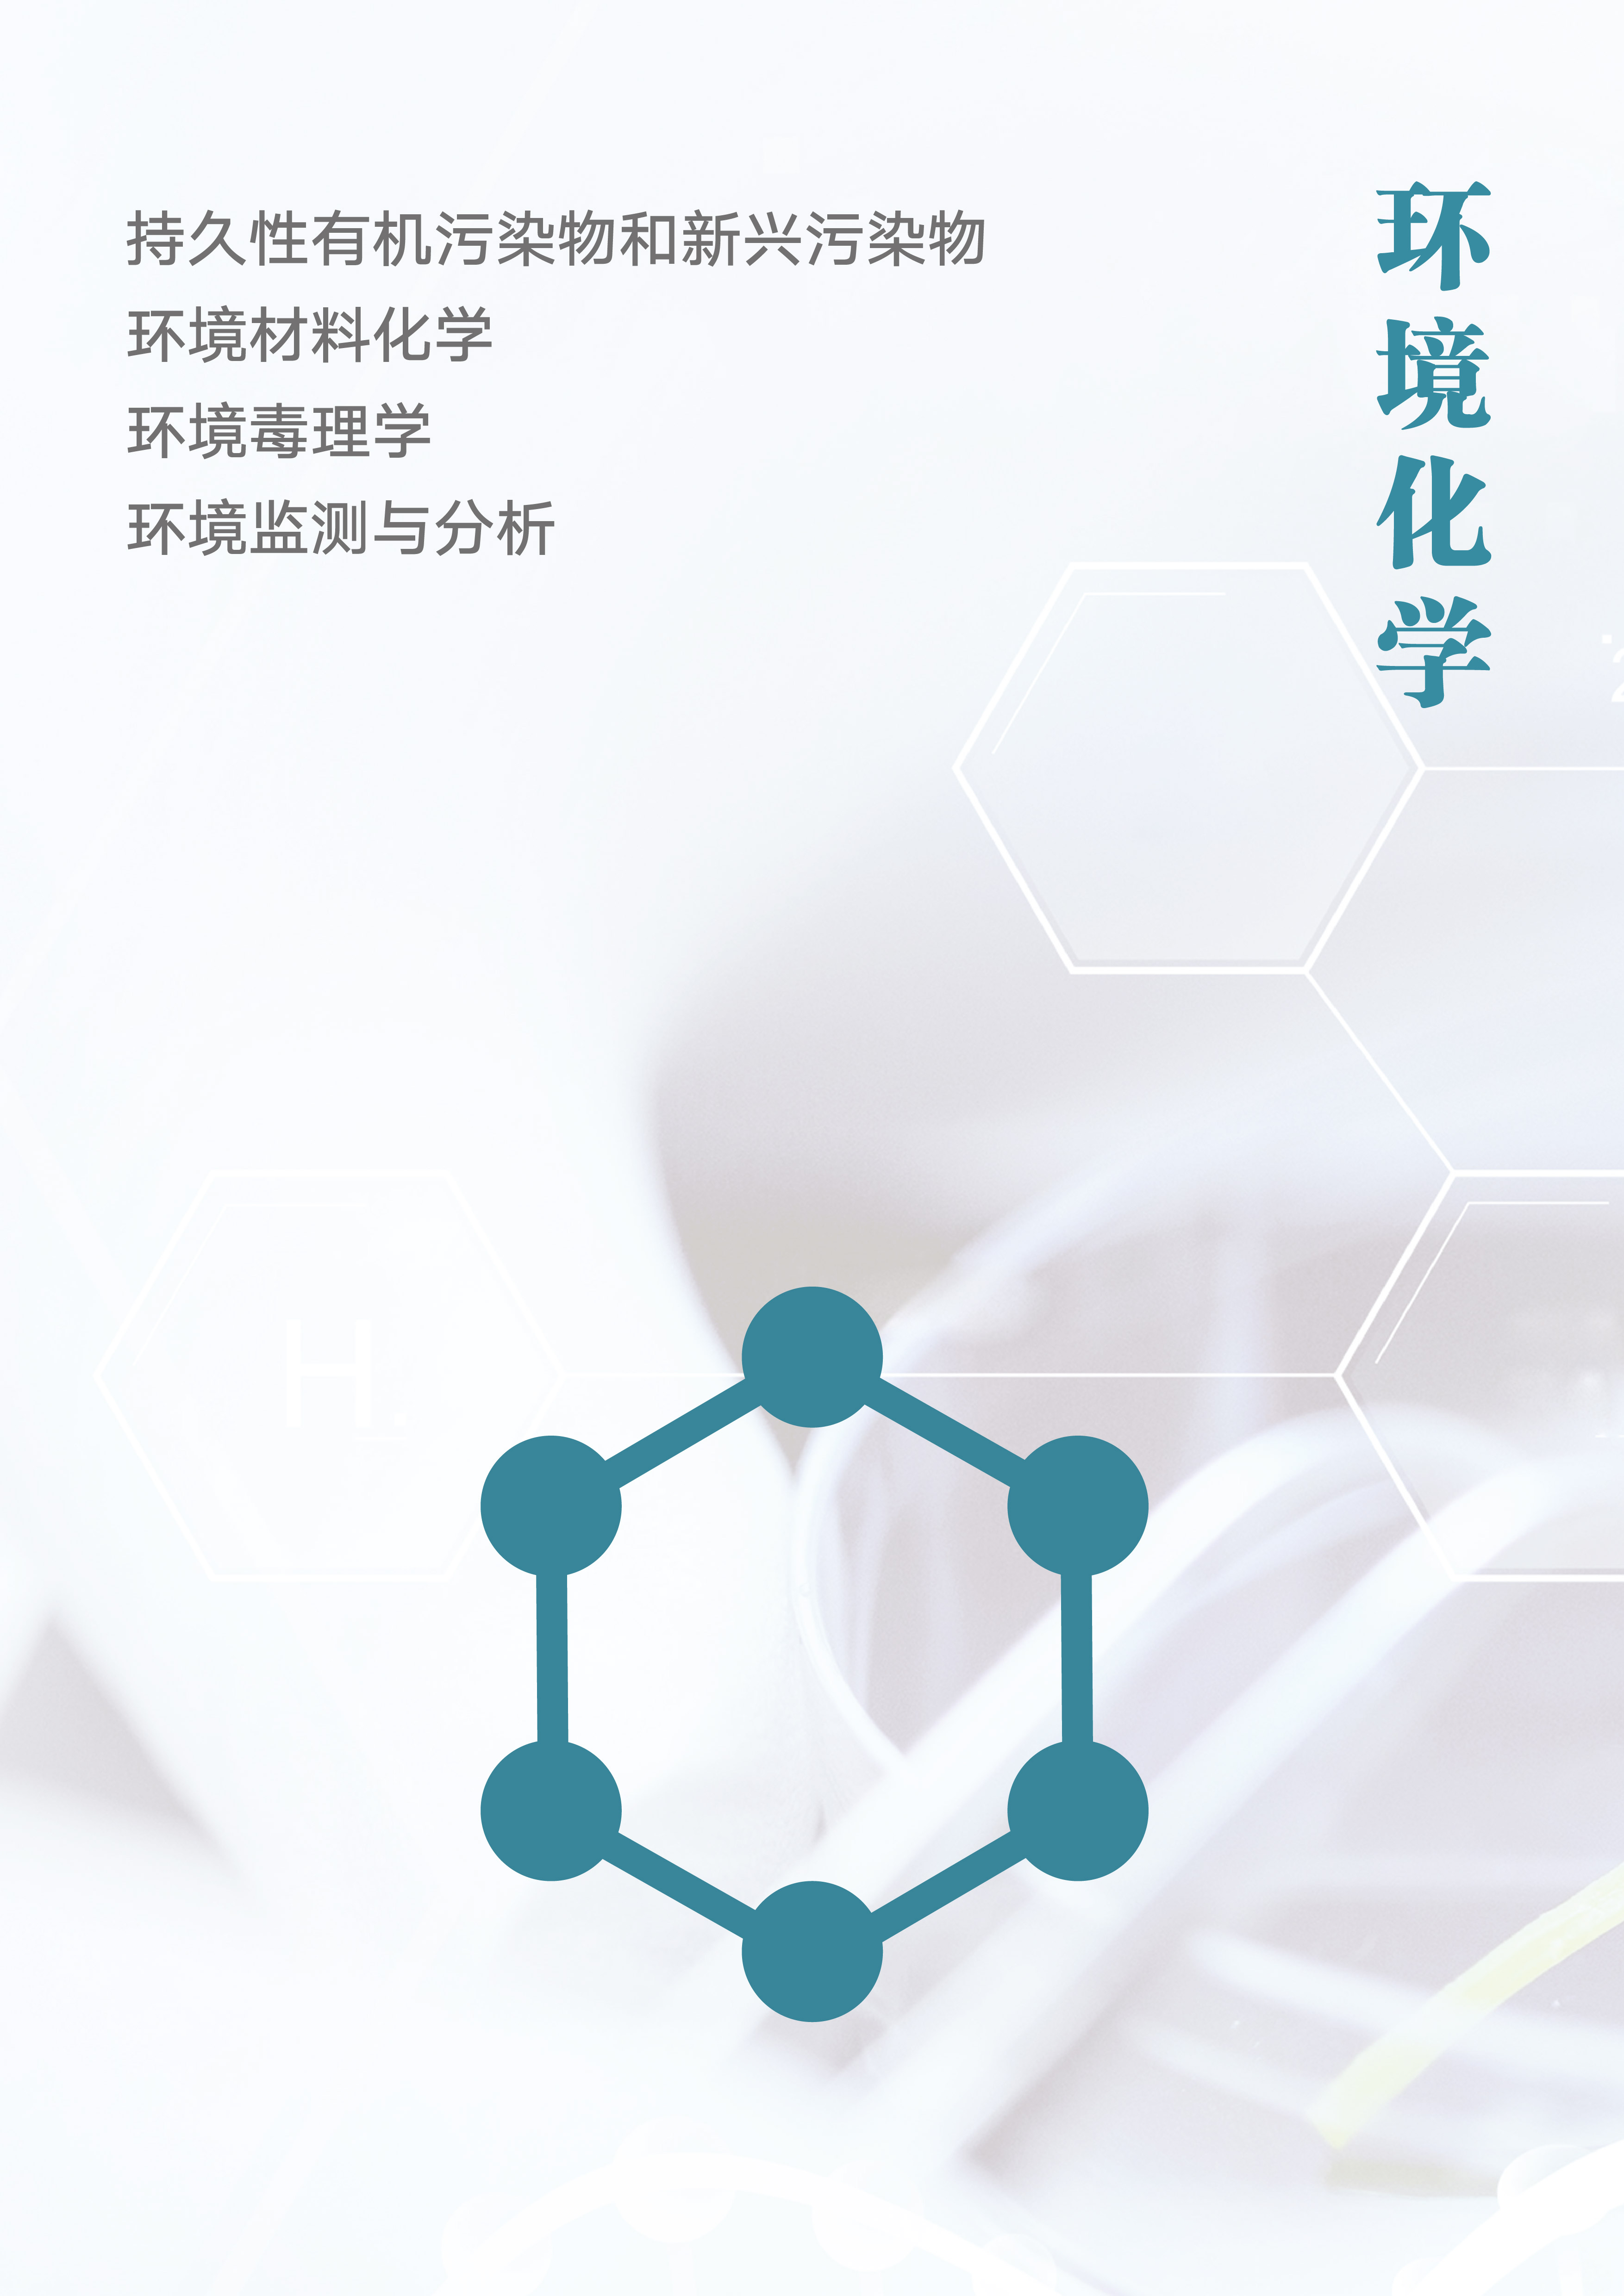 持久性有机污染物和新兴污染物
环境材料化学
环境毒理学
环境监测与分析
环境化学
H